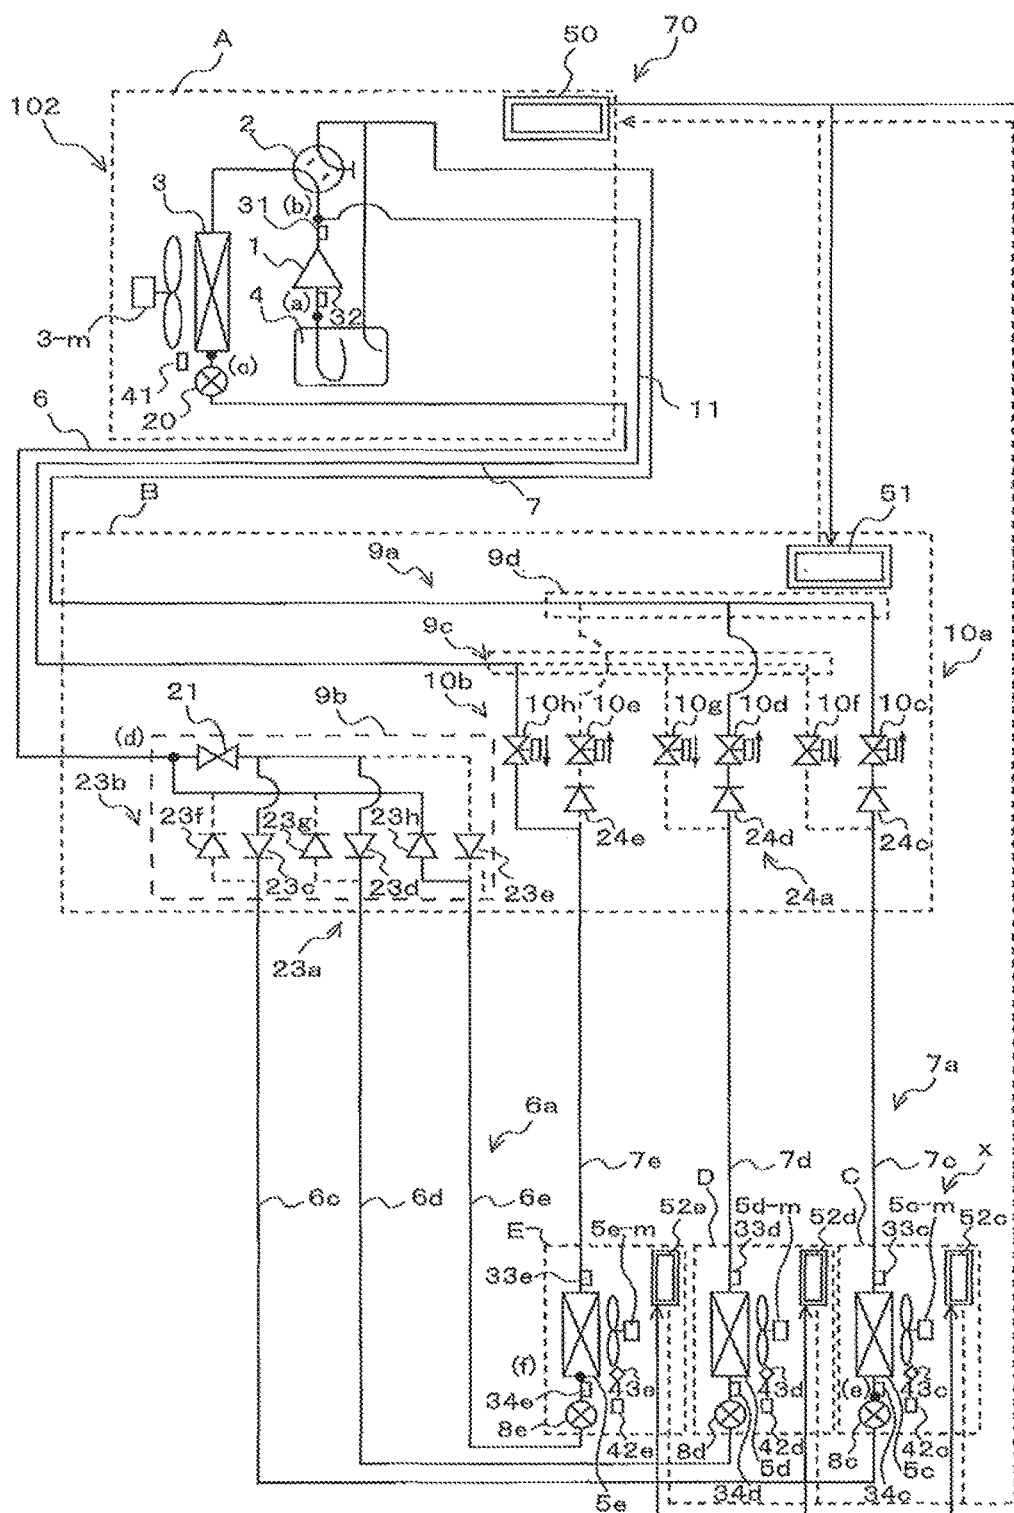 50
70
A
102
2
3
(b)
31
1
4
(a)
32
3-m
41
(c)
20
6
11
B
7
51
9a
9d
9c
10a
10b
10h
10e
10g
10d
10f
10c
21
9b
(d)
23b
23f
23g
23h
24e
24d
24c
23c
23d
23e
24a
23a
7a
6a
7e
7d
7c
x
6c
6d
6e
D
C
52e
5d-m
52d
5c-m
52c
E
5e-m
33d
33c
33e
(f)
43e
43d
(e)
43c
34e
8e
42e
8d
42d
8c
42c
5d
5c
5e
34d
34c